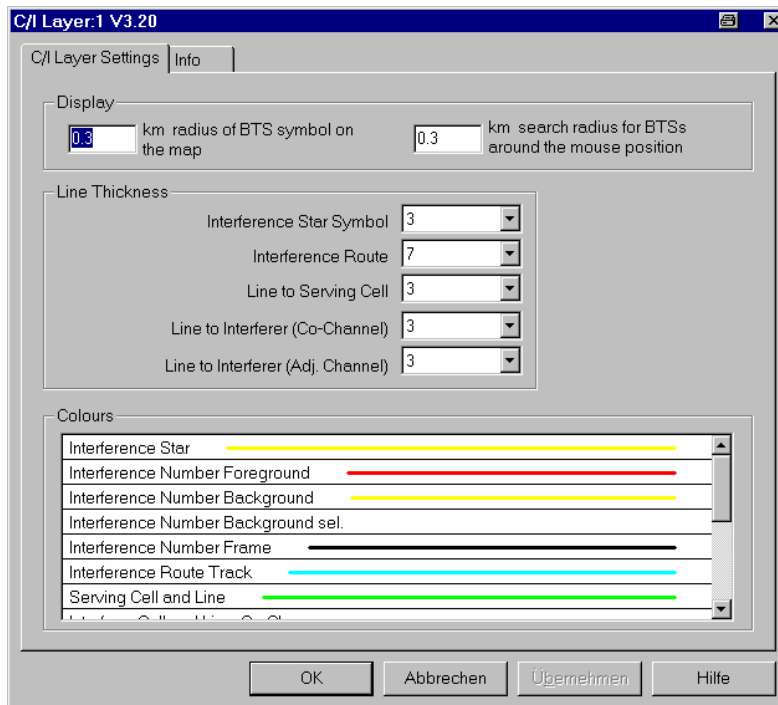 C/I Layer:1 V3.20
C/I Layer Settings
Info
Display
0.3
km radius of BTS symbol on
the map
0.3
km search radius for BTSs
around the mouse position
Line Thickness
Interference Star Symbol
3
Interference Route
7
Line to Serving Cell
3
Line to Interferer (Co-Channel)
3
Line to Interferer (Adj. Channel)
3
Colours
Interference Star
Interference Number Foreground
Interference Number Background
Interference Number Background sel.
Interference Number Frame
Interference Route Track
Serving Cell and Line
OK
Abbrechen
Übernehmen
Hilfe